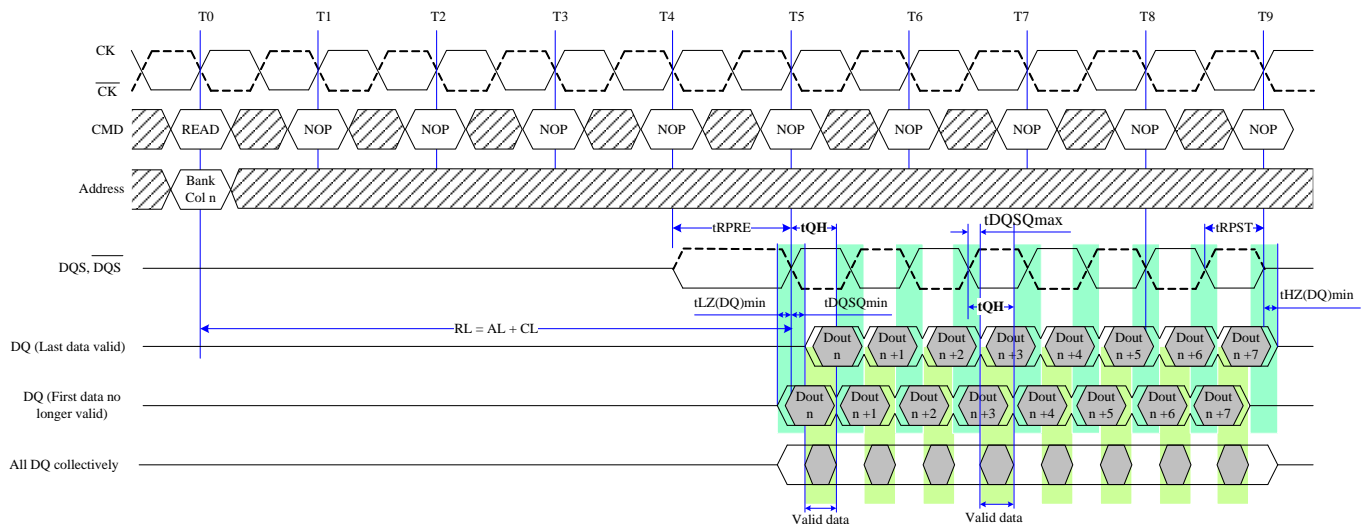 T0 T1 T2 T3 T4 T5 T6 T7 T8 T9
CK
CK
CMD READ NOP NOP NOP NOP NOP NOP NOP NOP NOP
Address Bank
Col n
tRPRE tQH tDQSQmax tRPST
DQS, DQS
tLZ(DQ)min tDQSQmin tQH tHZ(DQ)min
RL = AL + CL
DQ (Last data valid)
Dout Dout Dout Dout Dout Dout Dout Dout
n n +1 n +2 n +3 n +4 n +5 n +6 n +7
DQ (First data no
longer valid)
Dout Dout Dout Dout Dout Dout Dout Dout
n n +1 n +2 n +3 n +4 n +5 n +6 n +7
All DQ collectively
Valid data Valid data